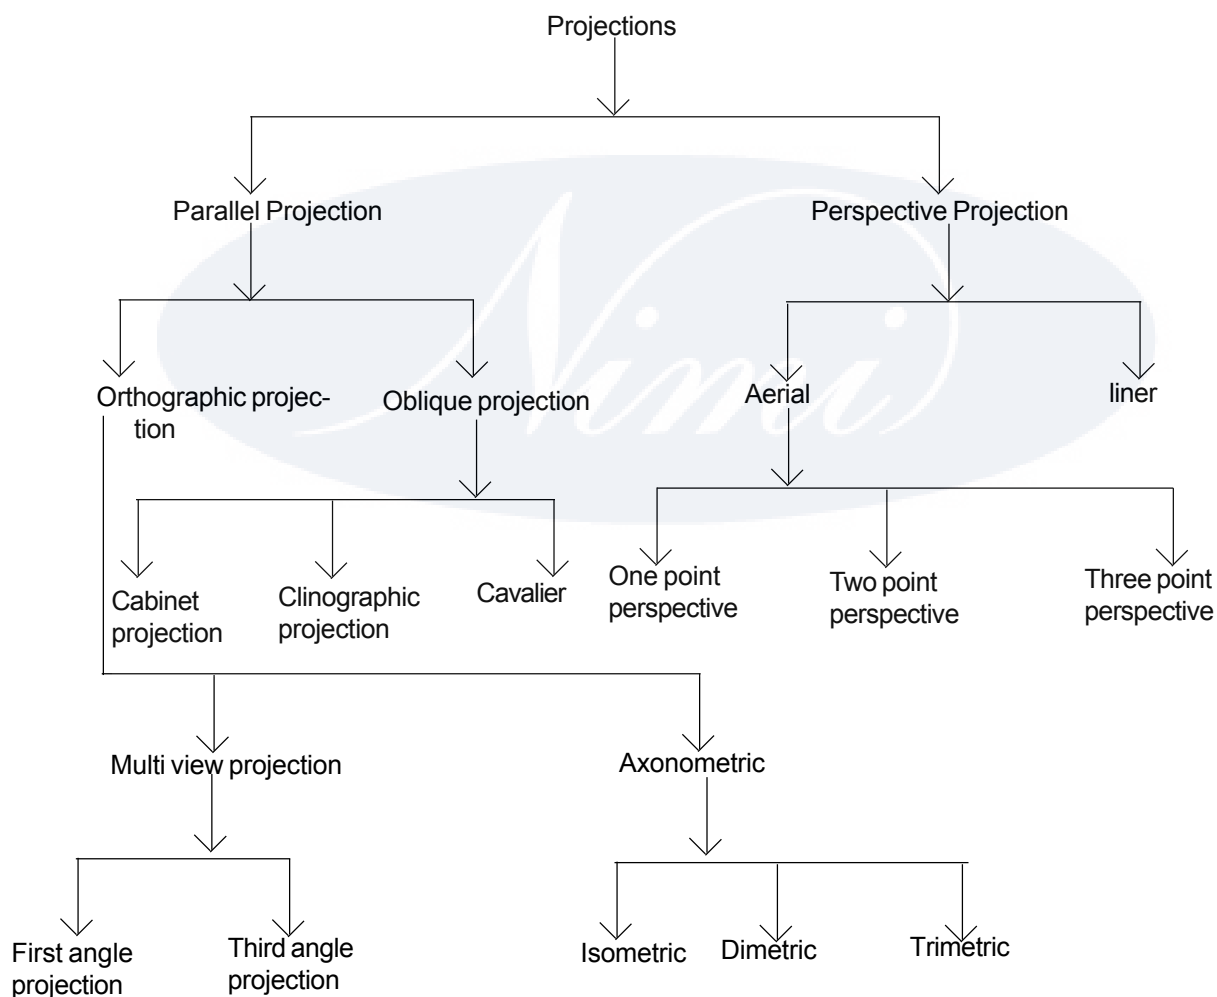 Projections
Parallel Projection
Perspective Projection
Orthographic projec-
tion
Oblique projection
Aerial
liner
Cabinet
projection
Clinographic
projection
Cavalier
One point
perspective
Two point
perspective
Three point
perspective
Multi view projection
Axonometric
First angle
projection
Third angle
projection
Isometric
Dimetric
Trimetric
Nimi